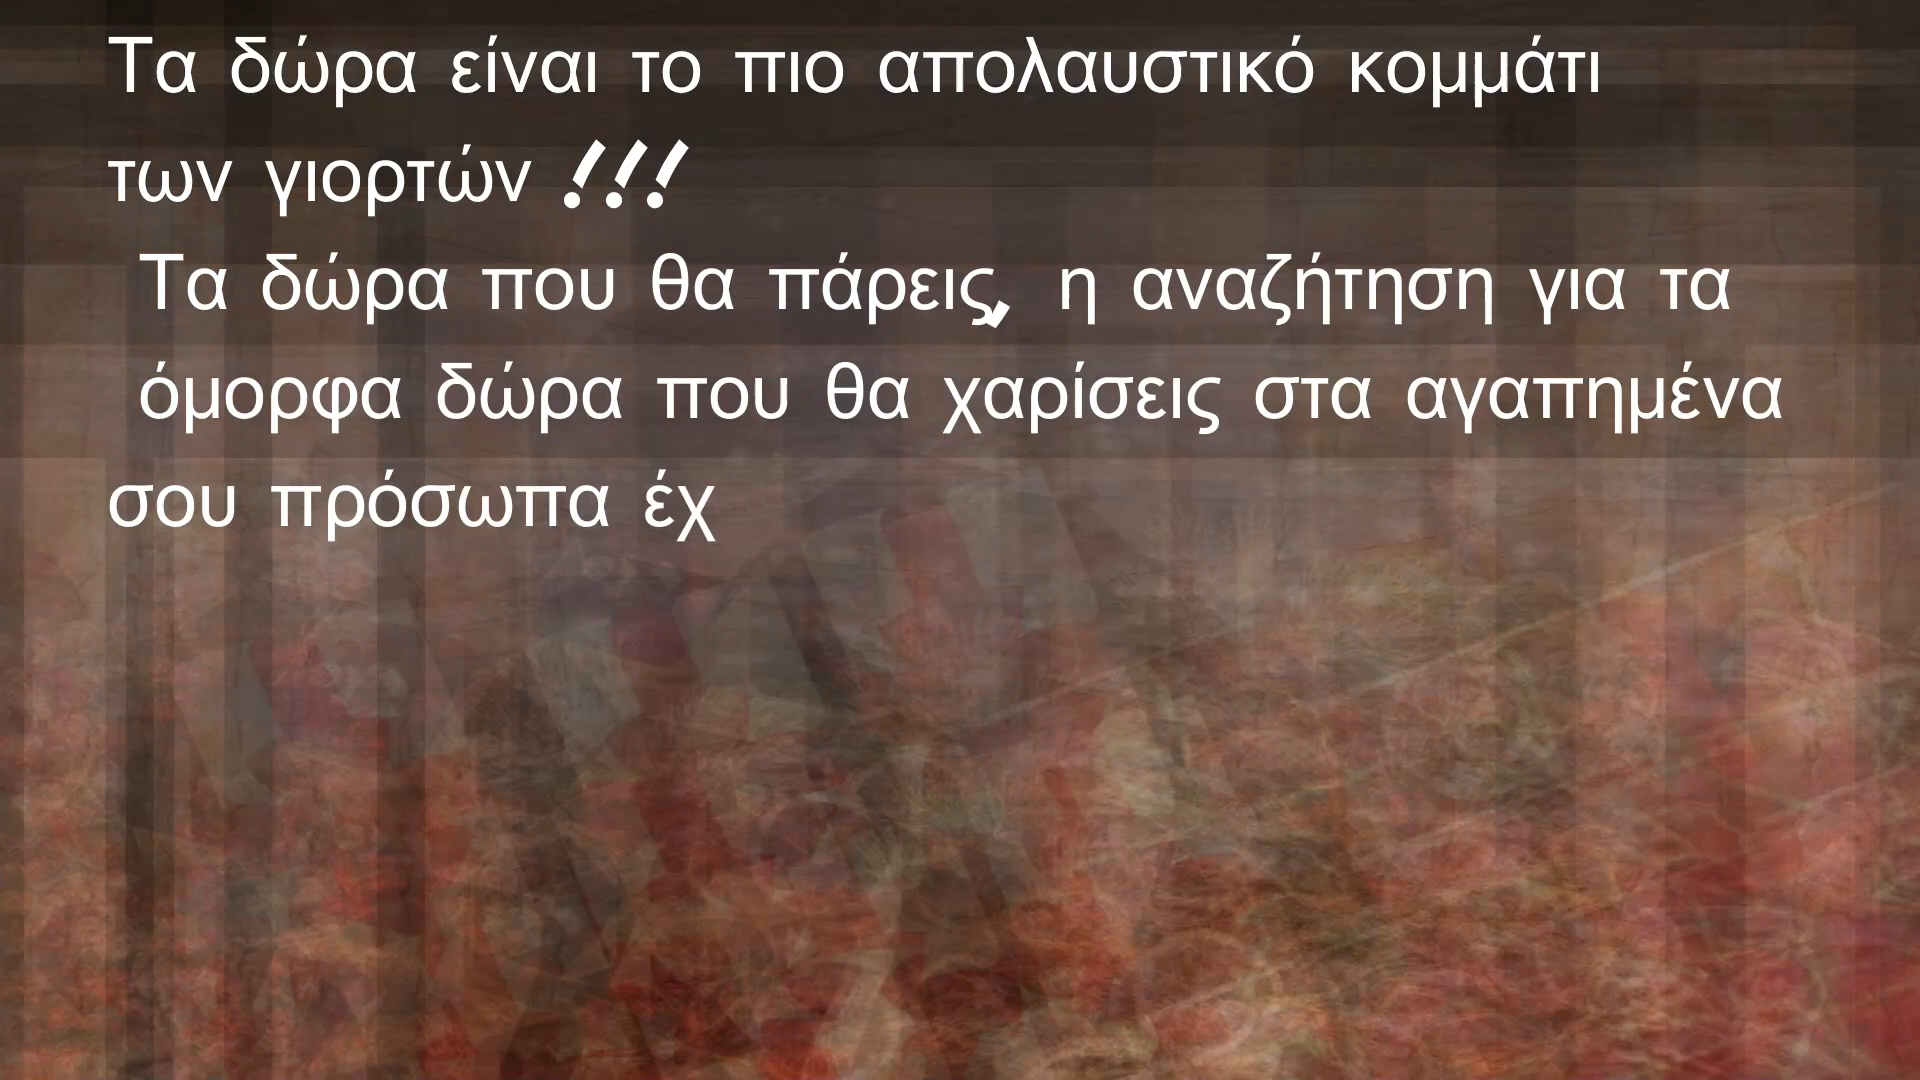 Τα δώρα είναι το πιο απολαυστικό κομμάτι
των γιορτών !!!
Τα δώρα που θα πάρεις, η αναζήτηση για τα
όμορφα δώρα που θα χαρίσεις στα αγαπημένα
σου πρόσωπα έχ